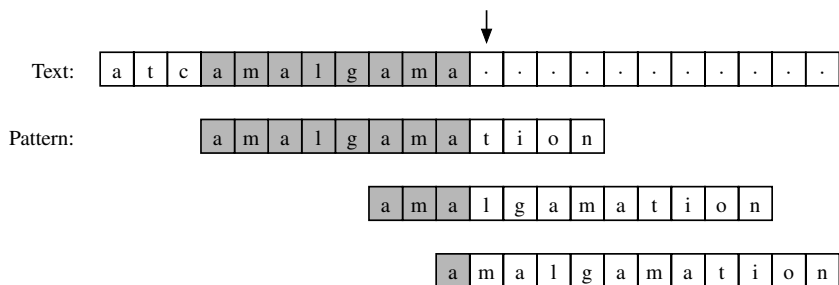 Text: a t c a m a l g a m a . . . . . . . . . . .
Pattern: a m a l g a m a t i o n
a m a l g a m a t i o n
a m a l g a m a t i o n